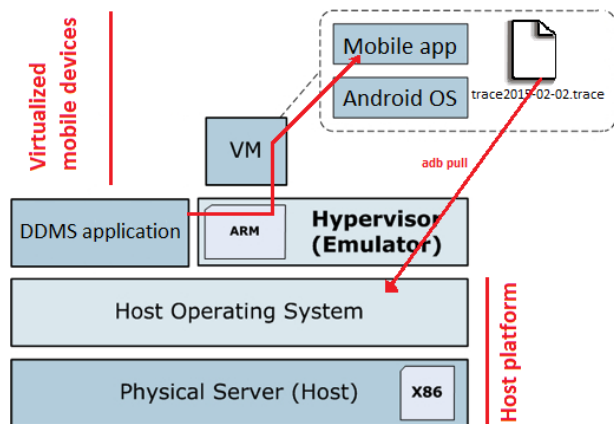 Virtualized
mobile devices
Mobile app
Android OS
trace2015-02-02.trace
adb pull
VM
DDMS application
ARM
Hypervisor
(Emulator)
Host Operating System
Physical Server (Host)
X86
Host platform